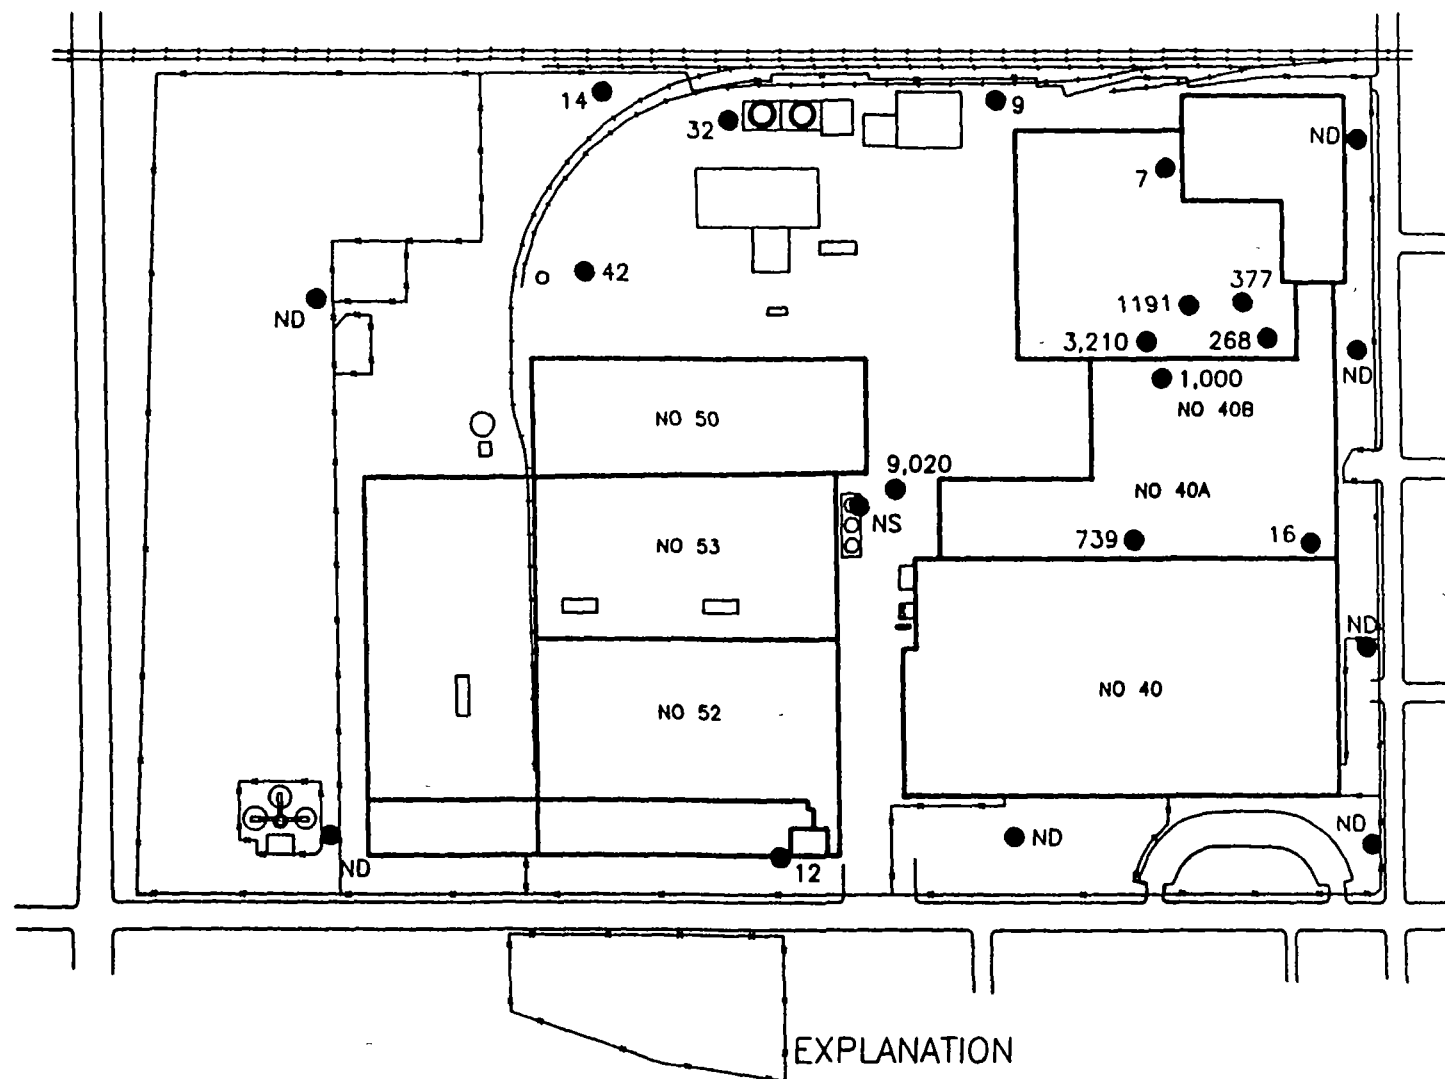 14
32
9
ND
7
42
ND
377
1191
3,210
268
ND
1,000
NO 40B
NO 50
9,020
NO 40A
NS
NO 53
739
16
ND
NO 40
NO 52
ND
ND
ND
12
EXPLANATION